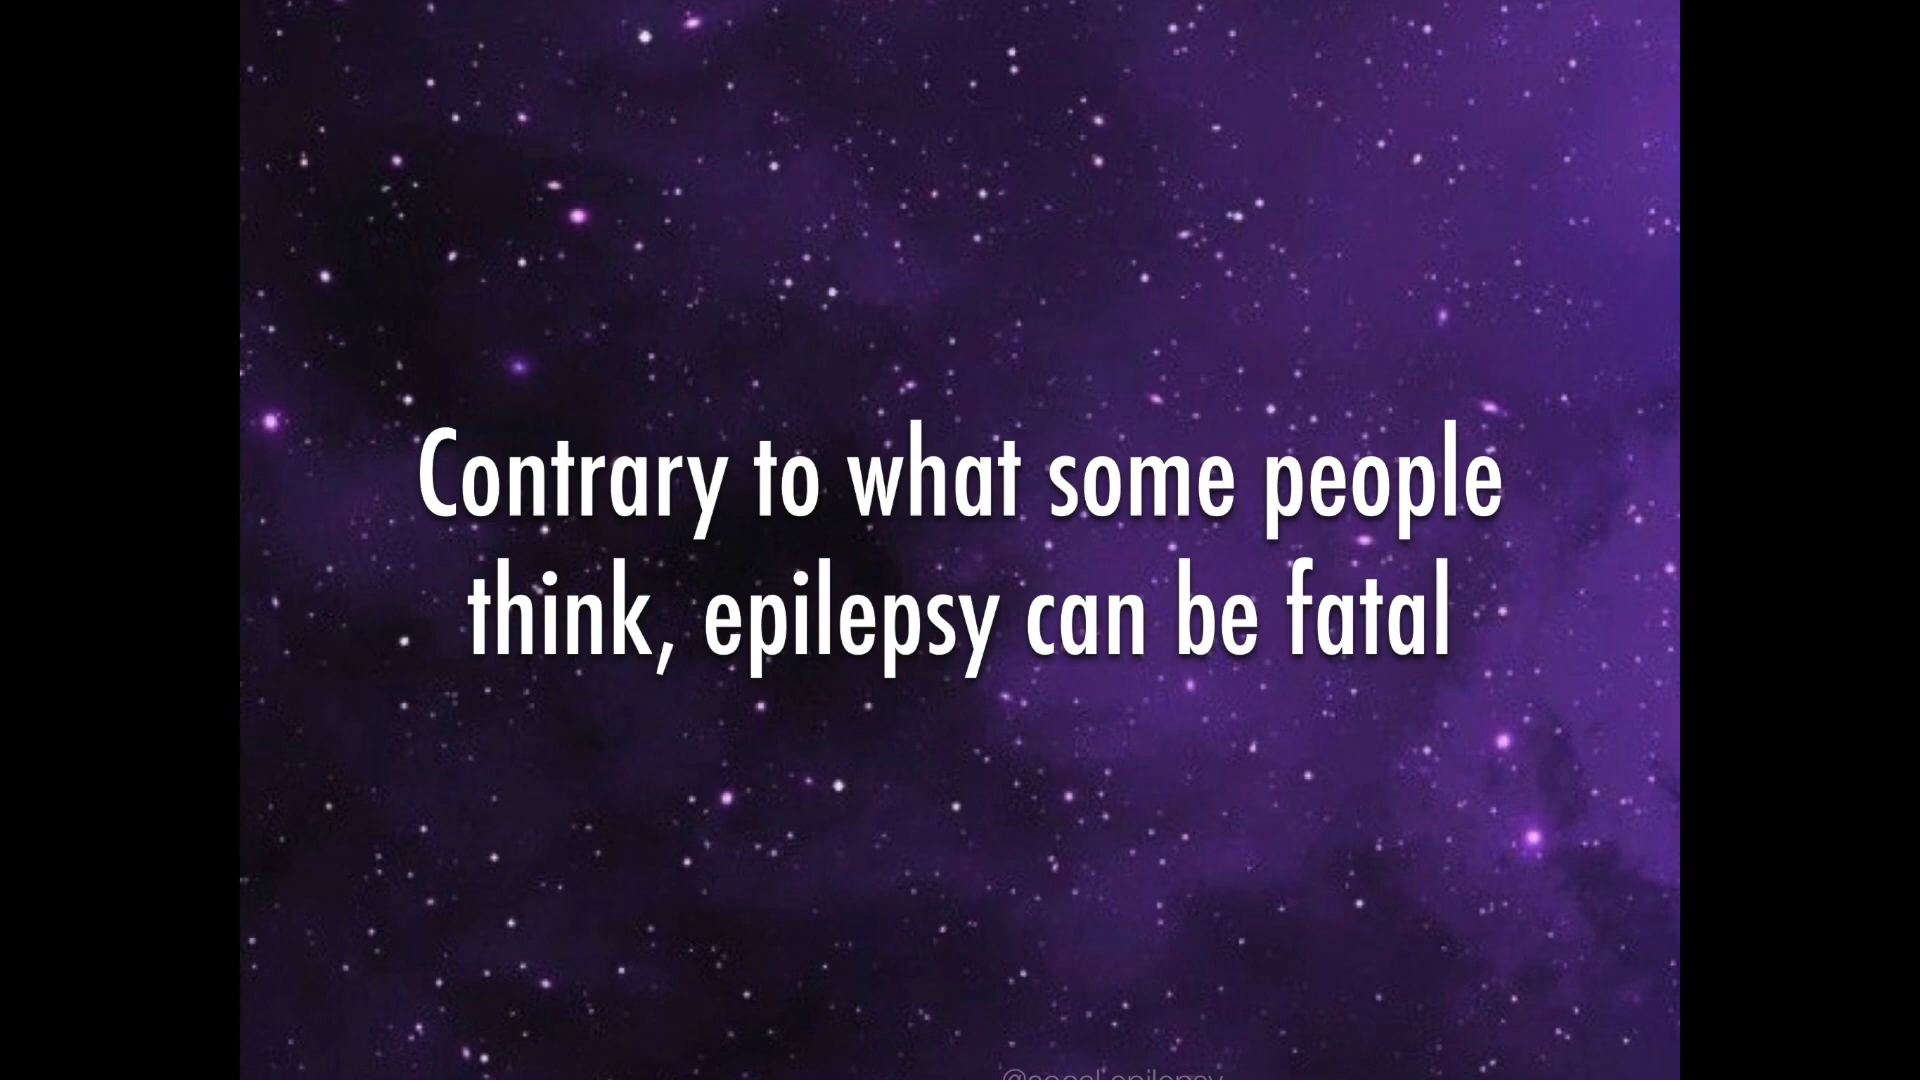 Contrary to what some people
think, epilepsy can be fatal